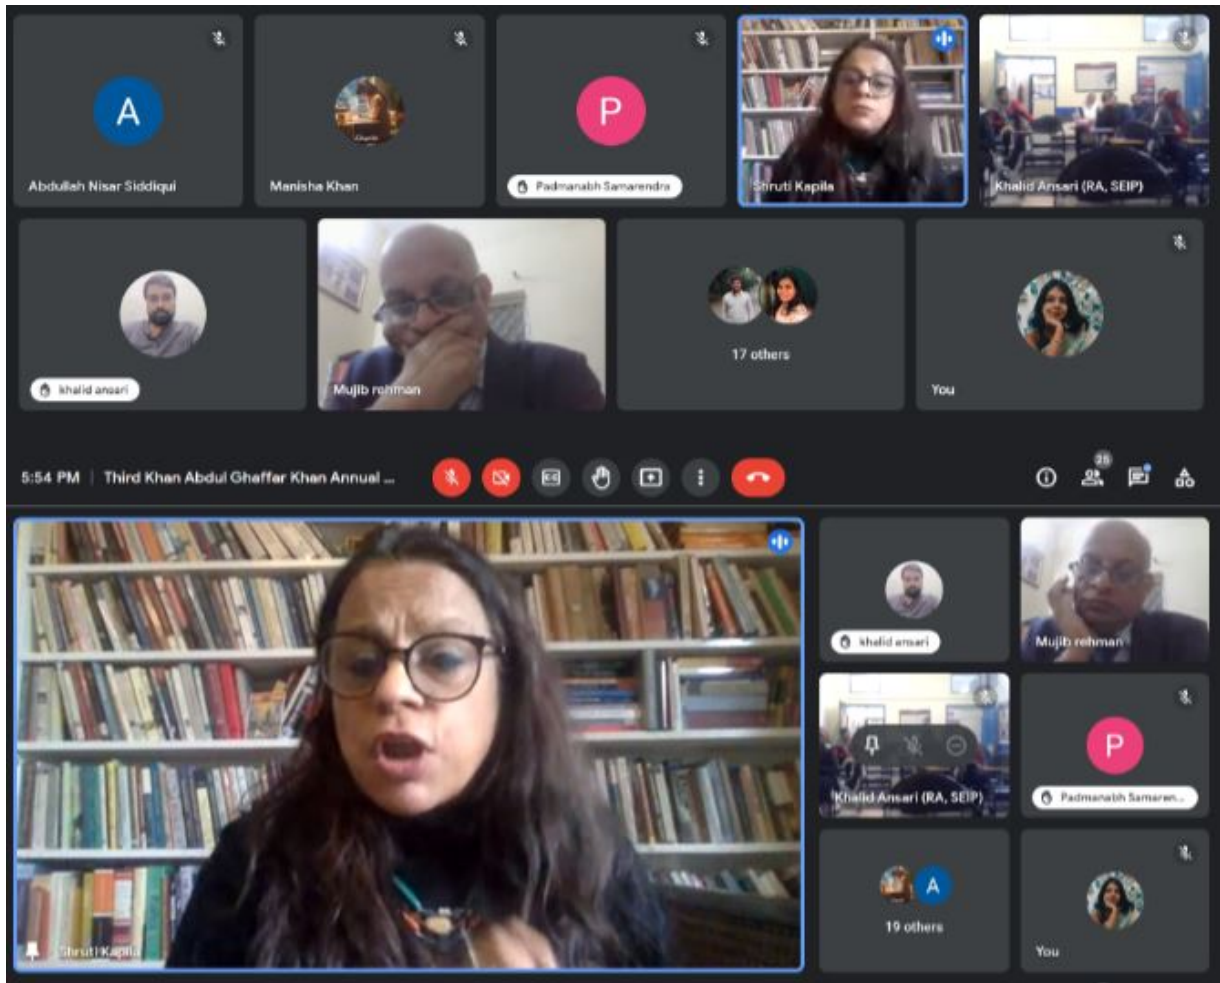 A
P
Abdullah Nisar Siddiqui
Manisha Khan
Padmanabh Samarendra
Shruti Kapila
Khalid Ansari (RA, SEIP)
khalid ansari
Mujib rehman
17 others
You
5:54 PM | Third Khan Abdul Ghaffar Khan Annual ...
25
khalid ansari
Mujib rehman
Khalid Ansari (RA, SEIP)
P
Padmanabh Samaren...
A
19 others
Shruti Kapila
You